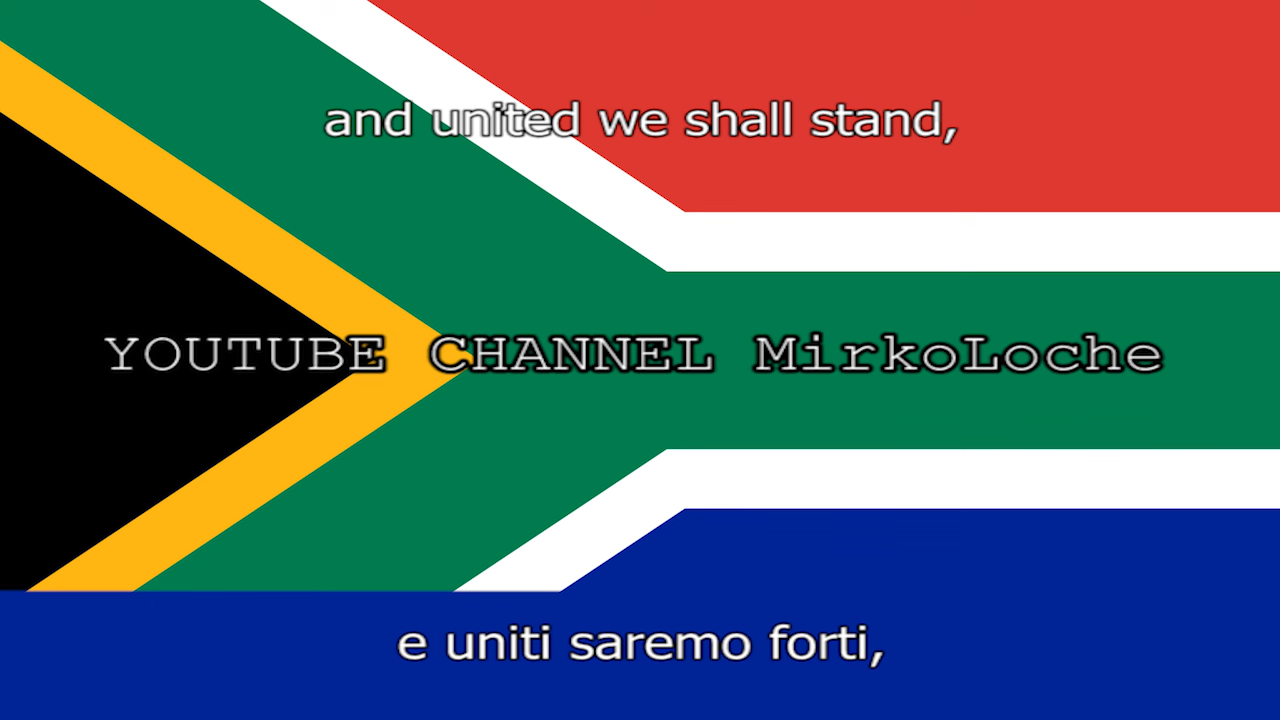 and united we shall stand,
YOUTUBE CHANNEL MirkoLoche
e uniti saremo forti,